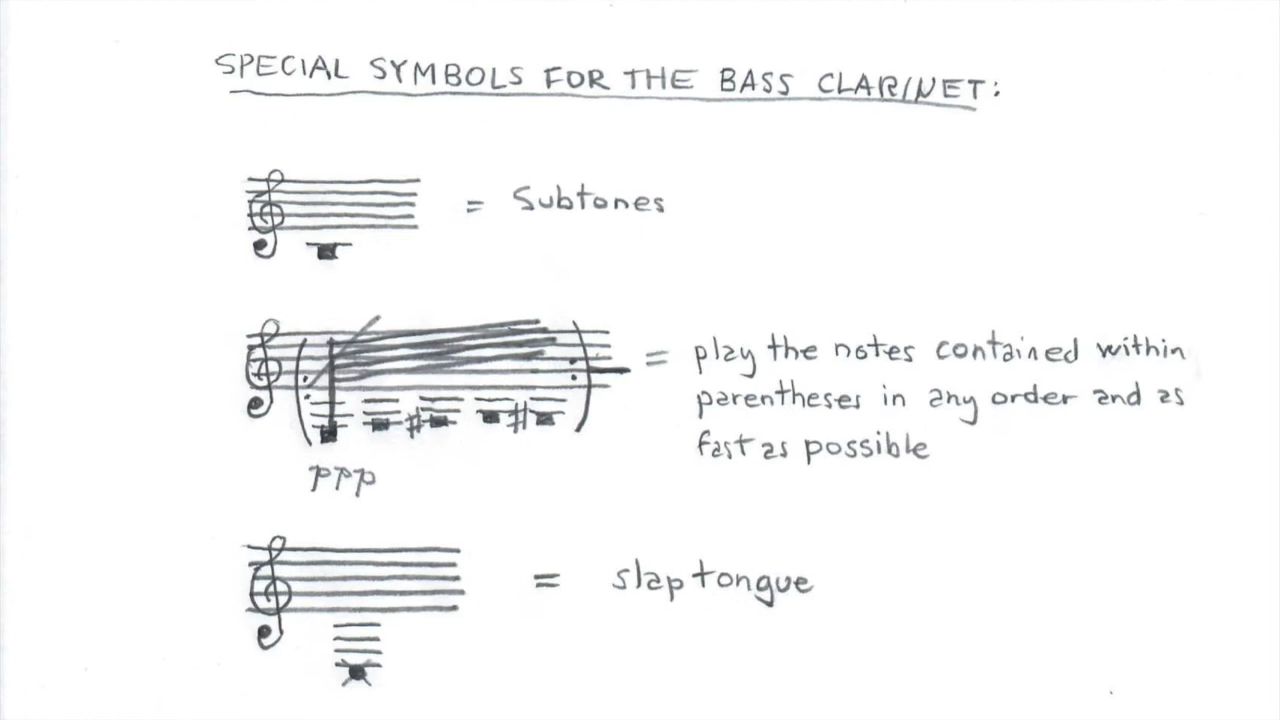 SPECIAL SYMBOLS FOR THE BASS CLARINET:
= Subtones
= play the notes contained within
parentheses in any order and as
fast as possible
ppp
= slap tongue